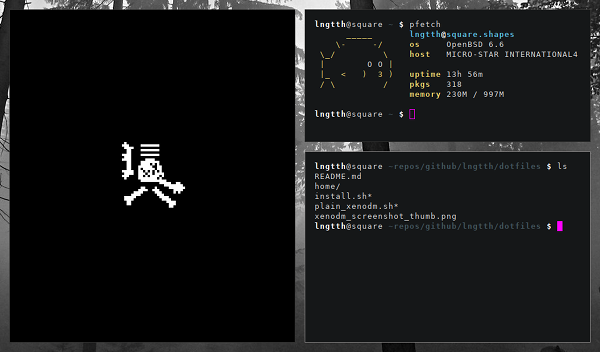 lngtth@square ~ $ pfetch
lngtth@square.shapes
os OpenBSD 6.6
host MICRO-STAR INTERNATIONAL4
uptime 13h 56m
pkgs 318
memory 230M / 997M
lngtth@square ~ $
lngtth@square ~repos/github/lngtth/dotfiles $ ls
README.md
home/
install.sh*
plain_xenodm.sh*
xenodm_screenshot_thumb.png
lngtth@square ~repos/github/lngtth/dotfiles $